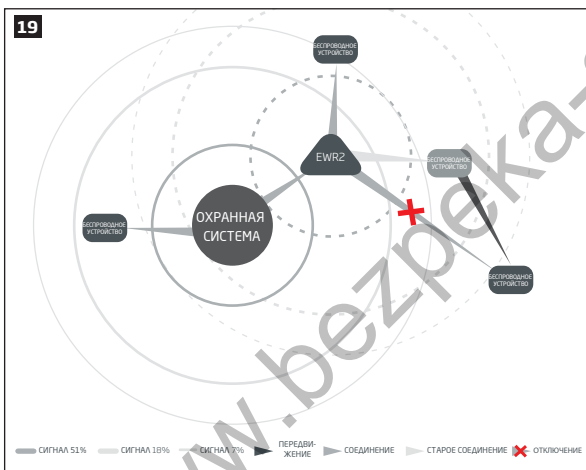 19
БЕСПРОВОДНОЕ
УСТРОЙСТВО
EWR2
БЕСПРОВОДНОЕ
УСТРОЙСТВО
ОХРАННАЯ
СИСТЕМА
БЕСПРОВОДНОЕ
УСТРОЙСТВО
БЕСПРОВОДНОЕ
УСТРОЙСТВО
www.bezpeka-
СИГНАЛ 51%
СИГНАЛ 18%
СИГНАЛ 7%
ПЕРЕДВИ-
ЖЕНИЕ
СОЕДИНЕНИЕ
СТАРОЕ СОЕДИНЕНИЕ
ОТКЛЮЧЕНИЕ